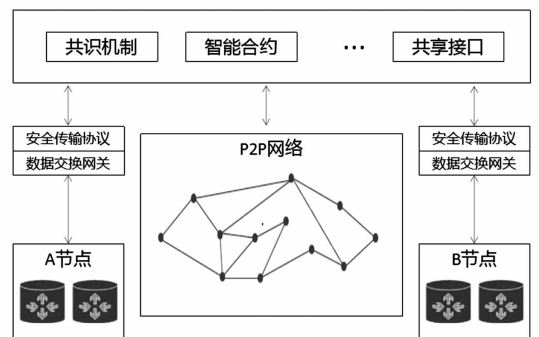 共识机制
智能合约
...
共享接口
安全传输协议
数据交换网关
P2P网络
安全传输协议
数据交换网关
A节点
B节点